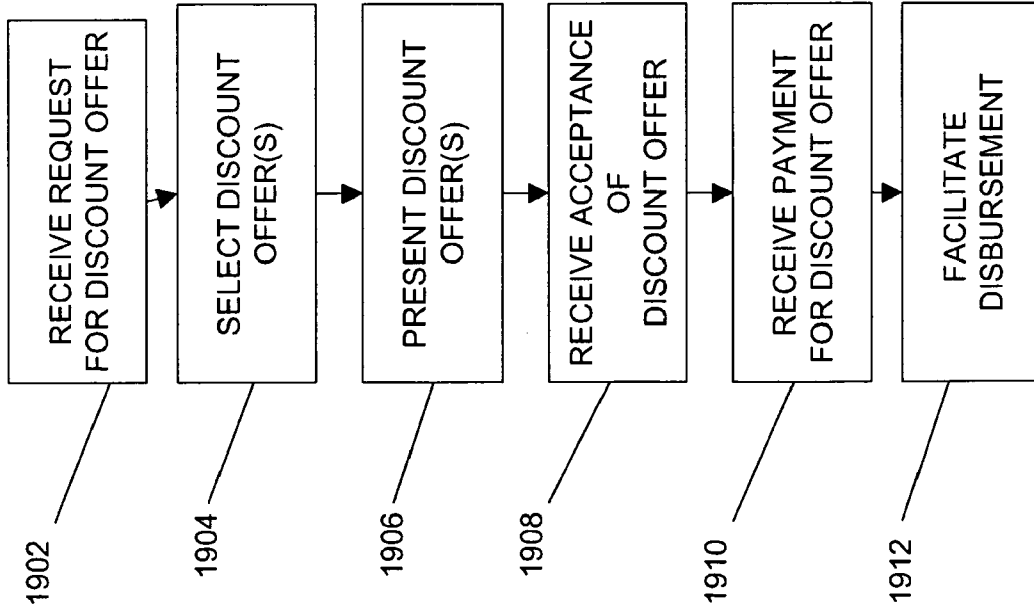 RECEIVE REQUEST
FOR DISCOUNT OFFER
1902
SELECT DISCOUNT
OFFER(S)
1904
PRESENT DISCOUNT
OFFER(S)
1906
RECEIVE ACCEPTANCE
OF
DISCOUNT OFFER
1908
RECEIVE PAYMENT
FOR DISCOUNT OFFER
1910
FACILITATE
DISBURSEMENT
1912